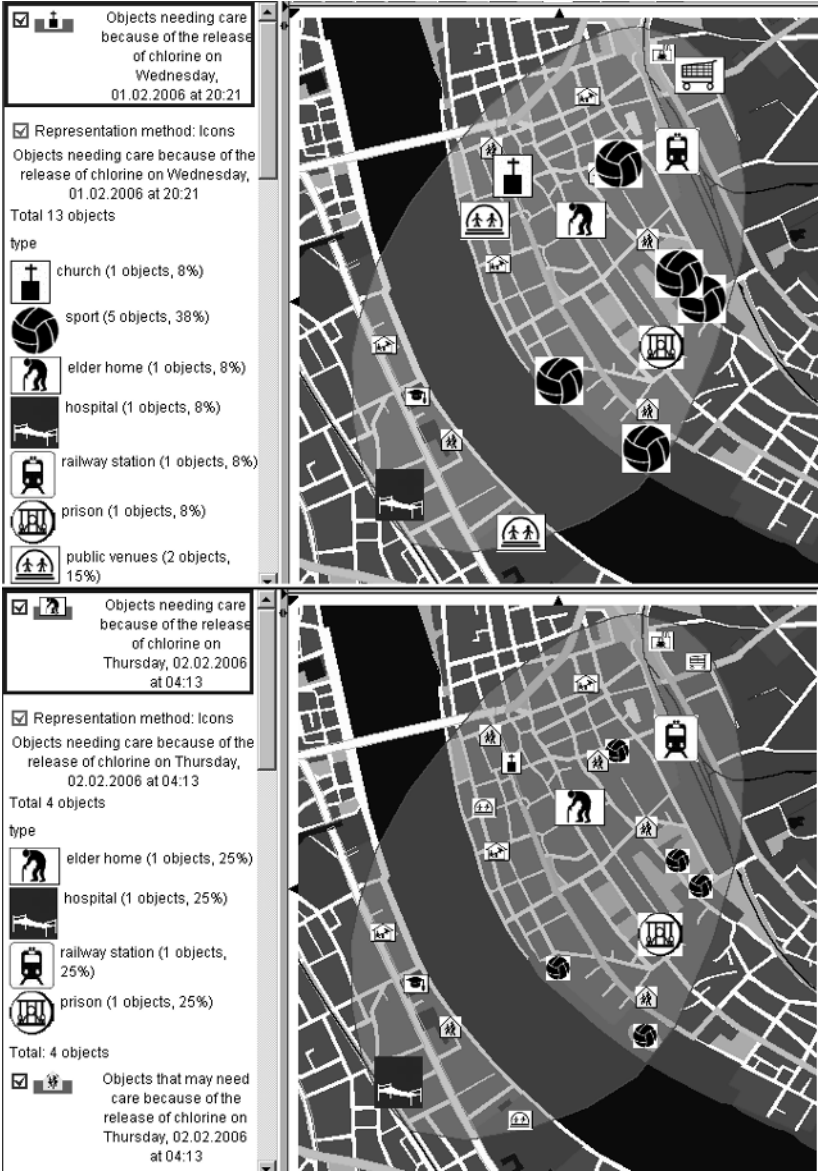 Objects needing care
because of the release
of chlorine on
Wednesday,
01.02.2006 at 20:21
Representation method: Icons
Objects needing care because of the
release of chlorine on Wednesday,
01.02.2006 at 20:21
Total 13 objects
type
church (1 objects, 8%)
sport (5 objects, 38%)
elder home (1 objects, 8%)
hospital (1 objects, 8%)
railway station (1 objects, 8%)
prison (1 objects, 8%)
public venues (2 objects,
15%)
Objects needing care
because of the release
of chlorine on
Thursday, 02.02.2006
at 04:13
Representation method: Icons
Objects needing care because of the
release of chlorine on Thursday,
02.02.2006 at 04:13
Total 4 objects
type
elder home (1 objects, 25%)
hospital (1 objects, 25%)
railway station (1 objects,
25%)
prison (1 objects, 25%)
Total: 4 objects
Objects that may need
care because of the
release of chlorine on
Thursday, 02.02.2006
at 04:13